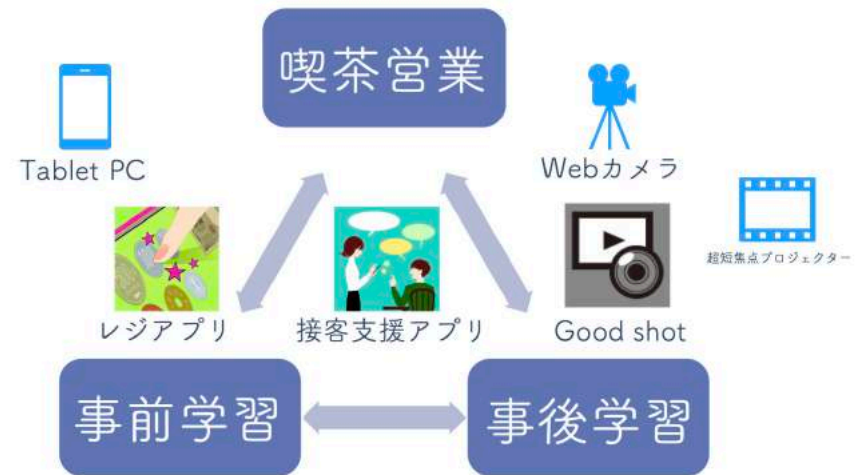 喫茶営業
Tablet PC
Webカメラ
超短焦点プロジェクター
レジアプリ
接客支援アプリ
Good shot
事前学習
事後学習